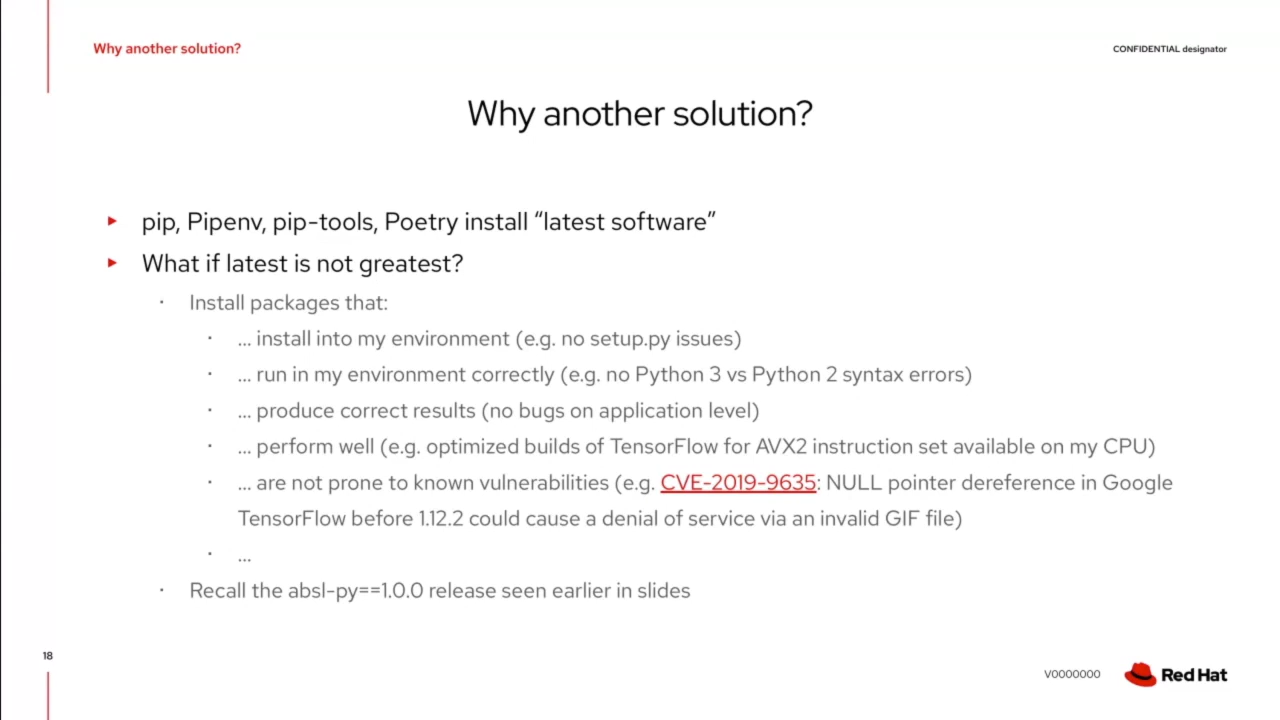 Why another solution?
CONFIDENTIAL designator
Why another solution?
pip, Pipenv, pip-tools, Poetry install “latest software”
What if latest is not greatest?
Install packages that:
... install into my environment (e.g. no setup.py issues)
... run in my environment correctly (e.g. no Python 3 vs Python 2 syntax errors)
... produce correct results (no bugs on application level)
... perform well (e.g. optimized builds of TensorFlow for AVX2 instruction set available on my CPU)
... are not prone to known vulnerabilities (e.g. CVE-2019-9635: NULL pointer dereference in Google
TensorFlow before 1.12.2 could cause a denial of service via an invalid GIF file)
...
Recall the absl-py==1.0.0 release seen earlier in slides
18
V0000000
Red Hat